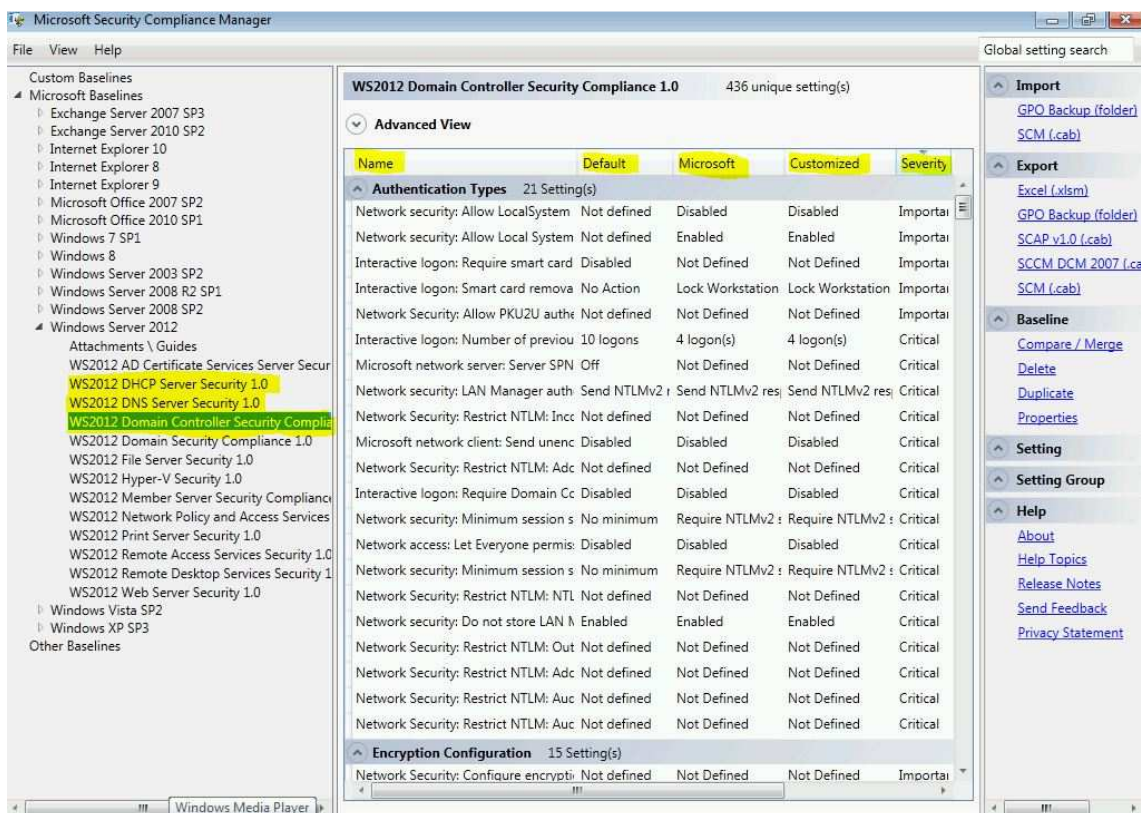 Microsoft Security Compliance Manager
File View Help
Global setting search
Custom Baselines
Microsoft Baselines
Exchange Server 2007 SP3
Exchange Server 2010 SP2
Internet Explorer 10
Internet Explorer 8
Internet Explorer 9
Microsoft Office 2007 SP2
Microsoft Office 2010 SP1
Windows 7 SP1
Windows 8
Windows Server 2003 SP2
Windows Server 2008 R2 SP1
Windows Server 2008 SP2
Windows Server 2012
Attachments \ Guides
WS2012 AD Certificate Services Server Secur
WS2012 DHCP Server Security 1.0
WS2012 DNS Server Security 1.0
WS2012 Domain Controller Security Complia
WS2012 Domain Security Compliance 1.0
WS2012 File Server Security 1.0
WS2012 Hyper-V Security 1.0
WS2012 Member Server Security Compliance
WS2012 Network Policy and Access Services
WS2012 Print Server Security 1.0
WS2012 Remote Access Services Security 1.0
WS2012 Remote Desktop Services Security 1
WS2012 Web Server Security 1.0
Windows Vista SP2
Windows XP SP3
Other Baselines
Windows Media Player
WS2012 Domain Controller Security Compliance 1.0 436 unique setting(s)
Advanced View
Name Default Microsoft Customized Severity
Authentication Types 21 Setting(s)
Network security: Allow LocalSystem Not defined Disabled Disabled Importa
Network security: Allow Local System Not defined Enabled Enabled Importa
Interactive logon: Require smart card Disabled Not Defined Not Defined Importa
Interactive logon: Smart card remova No Action Lock Workstation Lock Workstation Importa
Network Security: Allow PKU2U authe Not defined Not Defined Not Defined Importa
Interactive logon: Number of previou 10 logons 4 logon(s) 4 logon(s) Critical
Microsoft network server: Server SPN Off Not Defined Not Defined Critical
Network security: LAN Manager auth Send NTLMv2 r Send NTLMv2 res Send NTLMv2 res Critical
Network Security: Restrict NTLM: Inc Not defined Not Defined Not Defined Critical
Microsoft network client: Send unenc Disabled Disabled Disabled Critical
Network Security: Restrict NTLM: Adc Not defined Not Defined Not Defined Critical
Interactive logon: Require Domain Cc Disabled Disabled Disabled Critical
Network security: Minimum session s No minimum Require NTLMv2 s Require NTLMv2 s Critical
Network access: Let Everyone permis Disabled Disabled Disabled Critical
Network security: Minimum session s No minimum Require NTLMv2 s Require NTLMv2 s Critical
Network Security: Restrict NTLM: NTL Not defined Not Defined Not Defined Critical
Network security: Do not store LAN M Enabled Enabled Enabled Critical
Network Security: Restrict NTLM: Out Not defined Not Defined Not Defined Critical
Network Security: Restrict NTLM: Adc Not defined Not Defined Not Defined Critical
Network Security: Restrict NTLM: Auc Not defined Not Defined Not Defined Critical
Network Security: Restrict NTLM: Auc Not defined Not Defined Not Defined Critical
Encryption Configuration 15 Setting(s)
Network Security: Configure encrypti Not defined Not Defined Not Defined Importa
Import
GPO Backup (folder)
SCM (.cab)
Export
Excel (.xlsm)
GPO Backup (folder)
SCAP v1.0 (.cab)
SCCM DCM 2007 (.ca
SCM (.cab)
Baseline
Compare / Merge
Delete
Duplicate
Properties
Setting
Setting Group
Help
About
Help Topics
Release Notes
Send Feedback
Privacy Statement